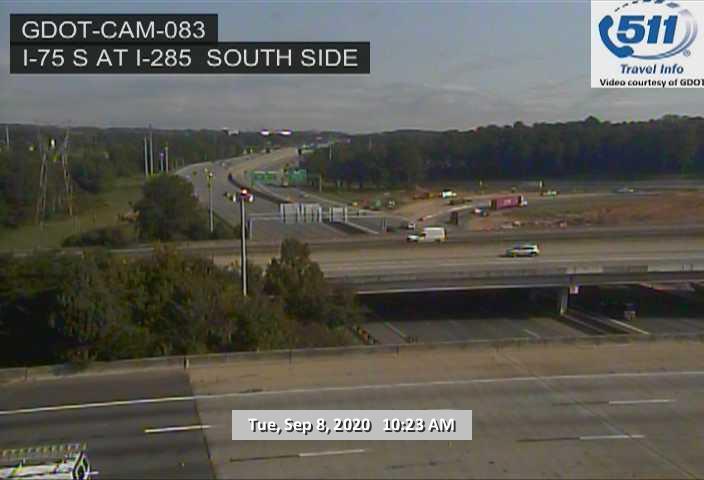 GDOT-CAM-083
I-75 S AT I-285 SOUTH SIDE
511
Travel Info
Video courtesy of GDOT
Tue, Sep 8, 2020 10:23 AM